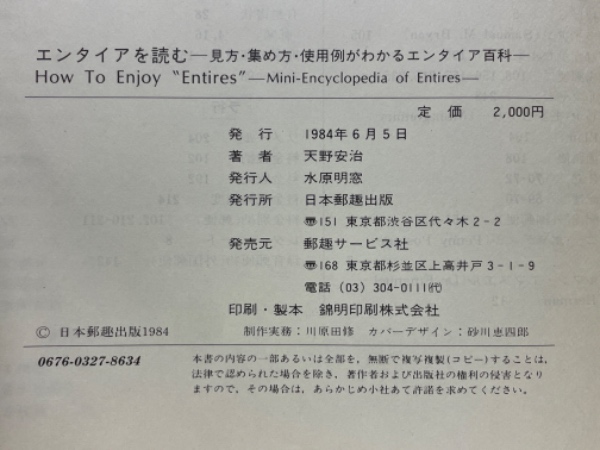 エンタイアを読む―見方・集め方・使用例がわかるエンタイア百科―
How To Enjoy “Entires”―Mini-Encyclopedia of Entires―
定価 2,000円
発行 1984年6月5日
著者 天野安治
発行人 水原明窓
発行所 日本郵趣出版
〠151 東京都渋谷区代々木2-2
発売元 郵趣サービス社
〠168 東京都杉並区上高井戸3-1-9
電話 (03) 304-0111㈹
印刷・製本 錦明印刷株式会社
Ⓒ 日本郵趣出版1984 制作実務:川原田修 カバーデザイン:砂川恵四郎
0676-0327-8634
本書の内容の一部あるいは全部を、無断で複写複製(コピー)することは、
法律で認められた場合を除き、著作者および出版社の権利の侵害となり
ますので、その場合は、あらかじめ小社あて許諾を求めてください。